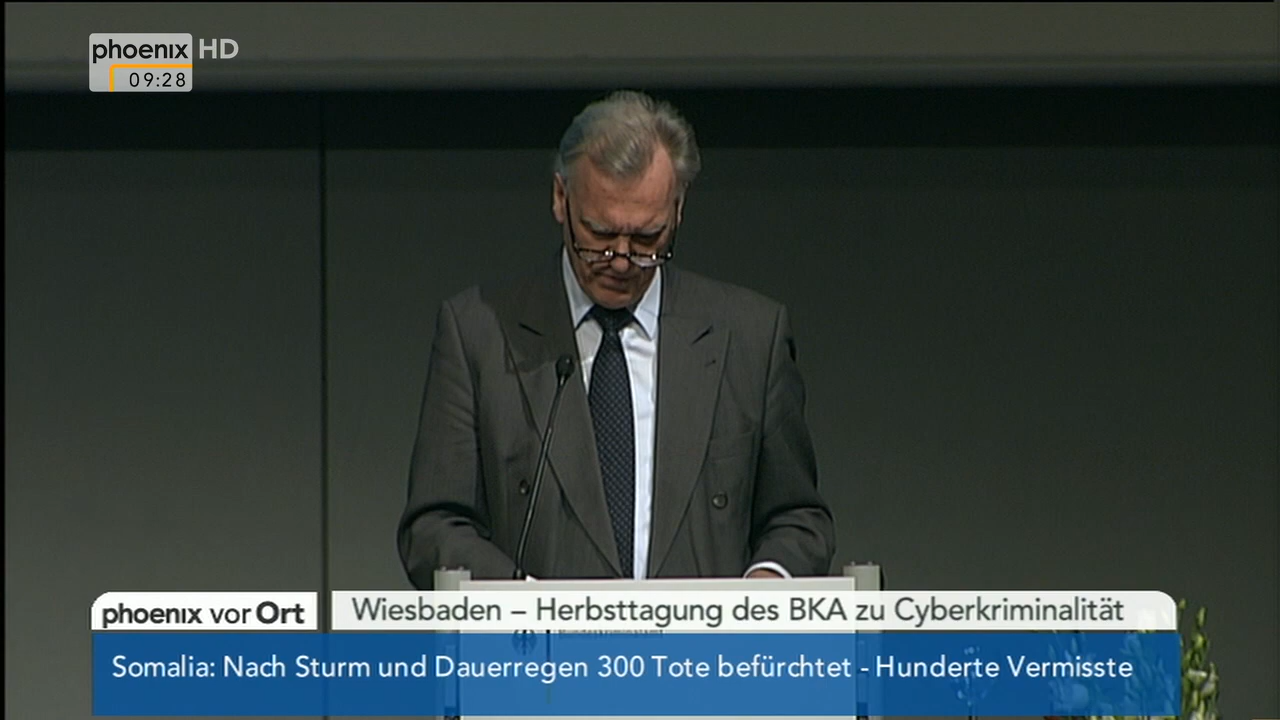 phoenix HD
09:28
phoenix vor Ort
Wiesbaden – Herbsttagung des BKA zu Cyberkriminalität
Bundeskriminalamt
Somalia: Nach Sturm und Dauerregen 300 Tote befürchtet - Hunderte Vermisste